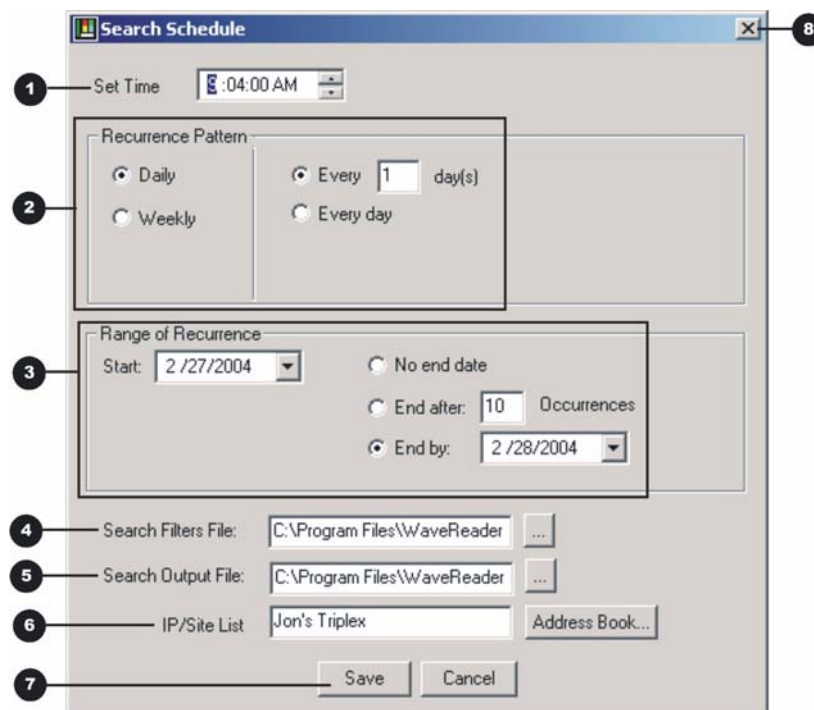 Search Schedule
8
1
Set Time
9 :04:00 AM
Recurrence Pattern
2
Daily
Every 1 day(s)
Weekly
Every day
Range of Recurrence
3
Start: 2 /27/2004
No end date
End after: 10 Occurrences
End by: 2 /28/2004
4
Search Filters File: C:\Program Files\WaveReader ...
5
Search Output File: C:\Program Files\WaveReader ...
6
IP/Site List Jon's Triplex Address Book...
7
Save Cancel